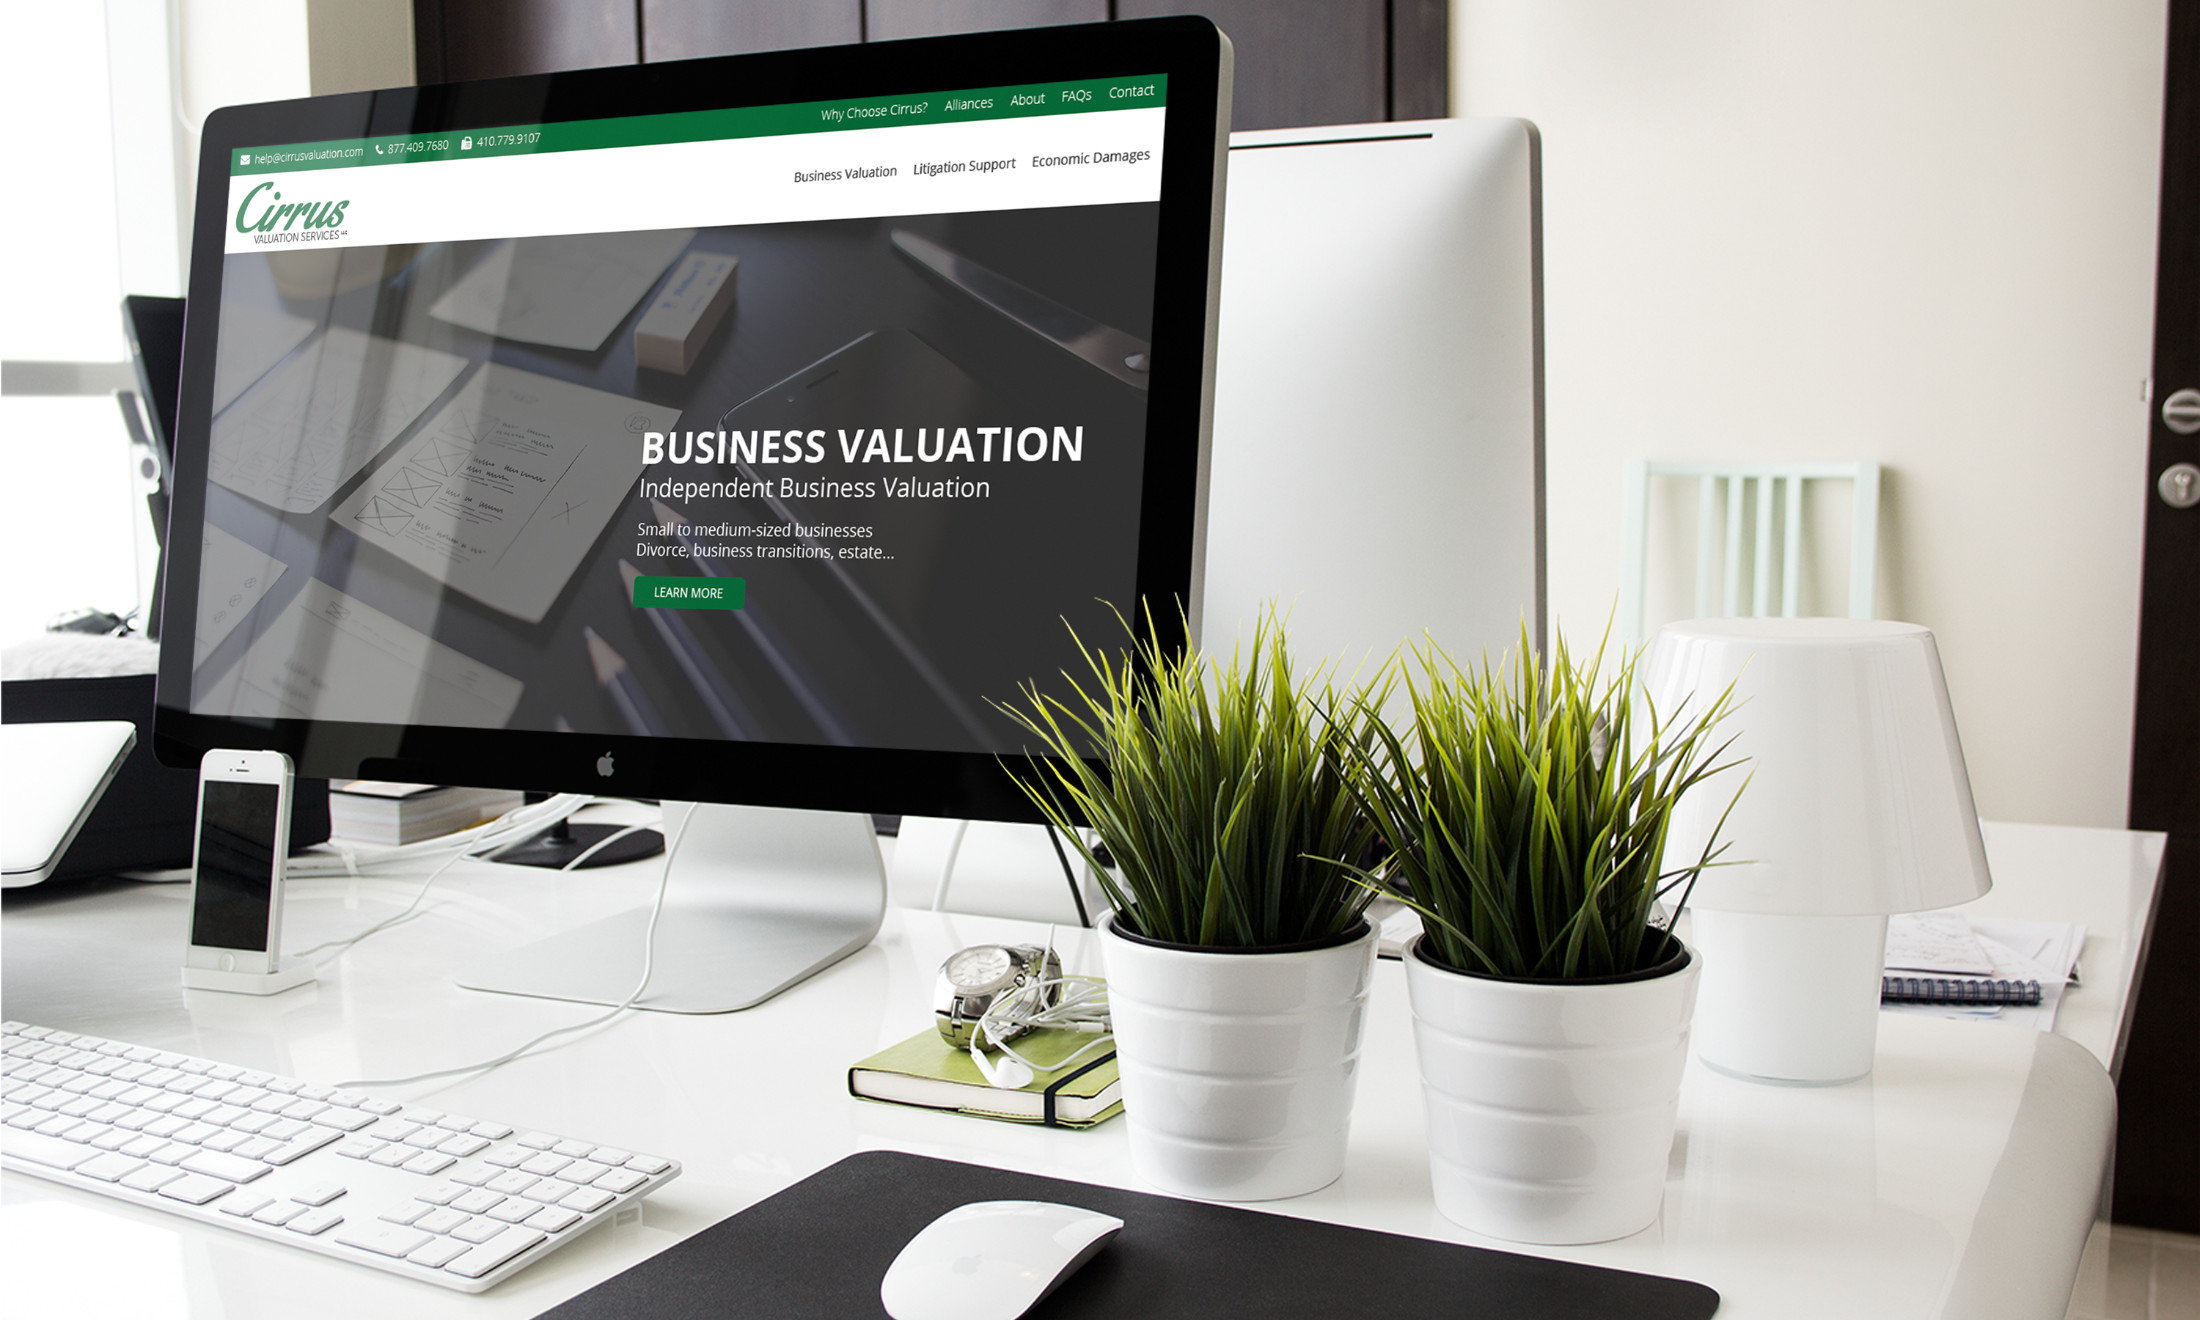 help@cirrusvaluation.com 877.409.7680 410.779.9107 Why Choose Cirrus? Alliances About FAQs Contact
Cirrus
VALUATION SERVICES LLC
Business Valuation Litigation Support Economic Damages
BUSINESS VALUATION
Independent Business Valuation
Small to medium-sized businesses
Divorce, business transitions, estate...
LEARN MORE